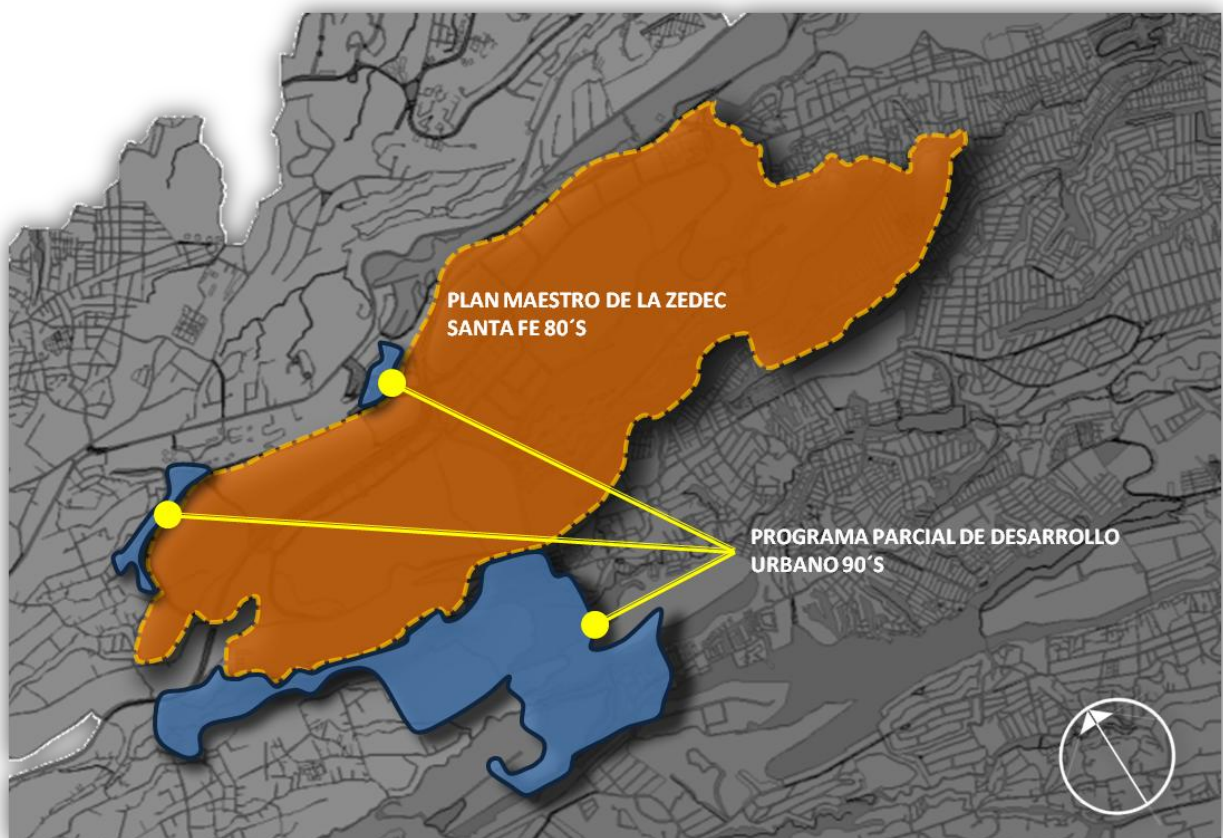 PLAN MAESTRO DE LA ZEDEC
SANTA FE 80´S
PROGRAMA PARCIAL DE DESARROLLO
URBANO 90´S